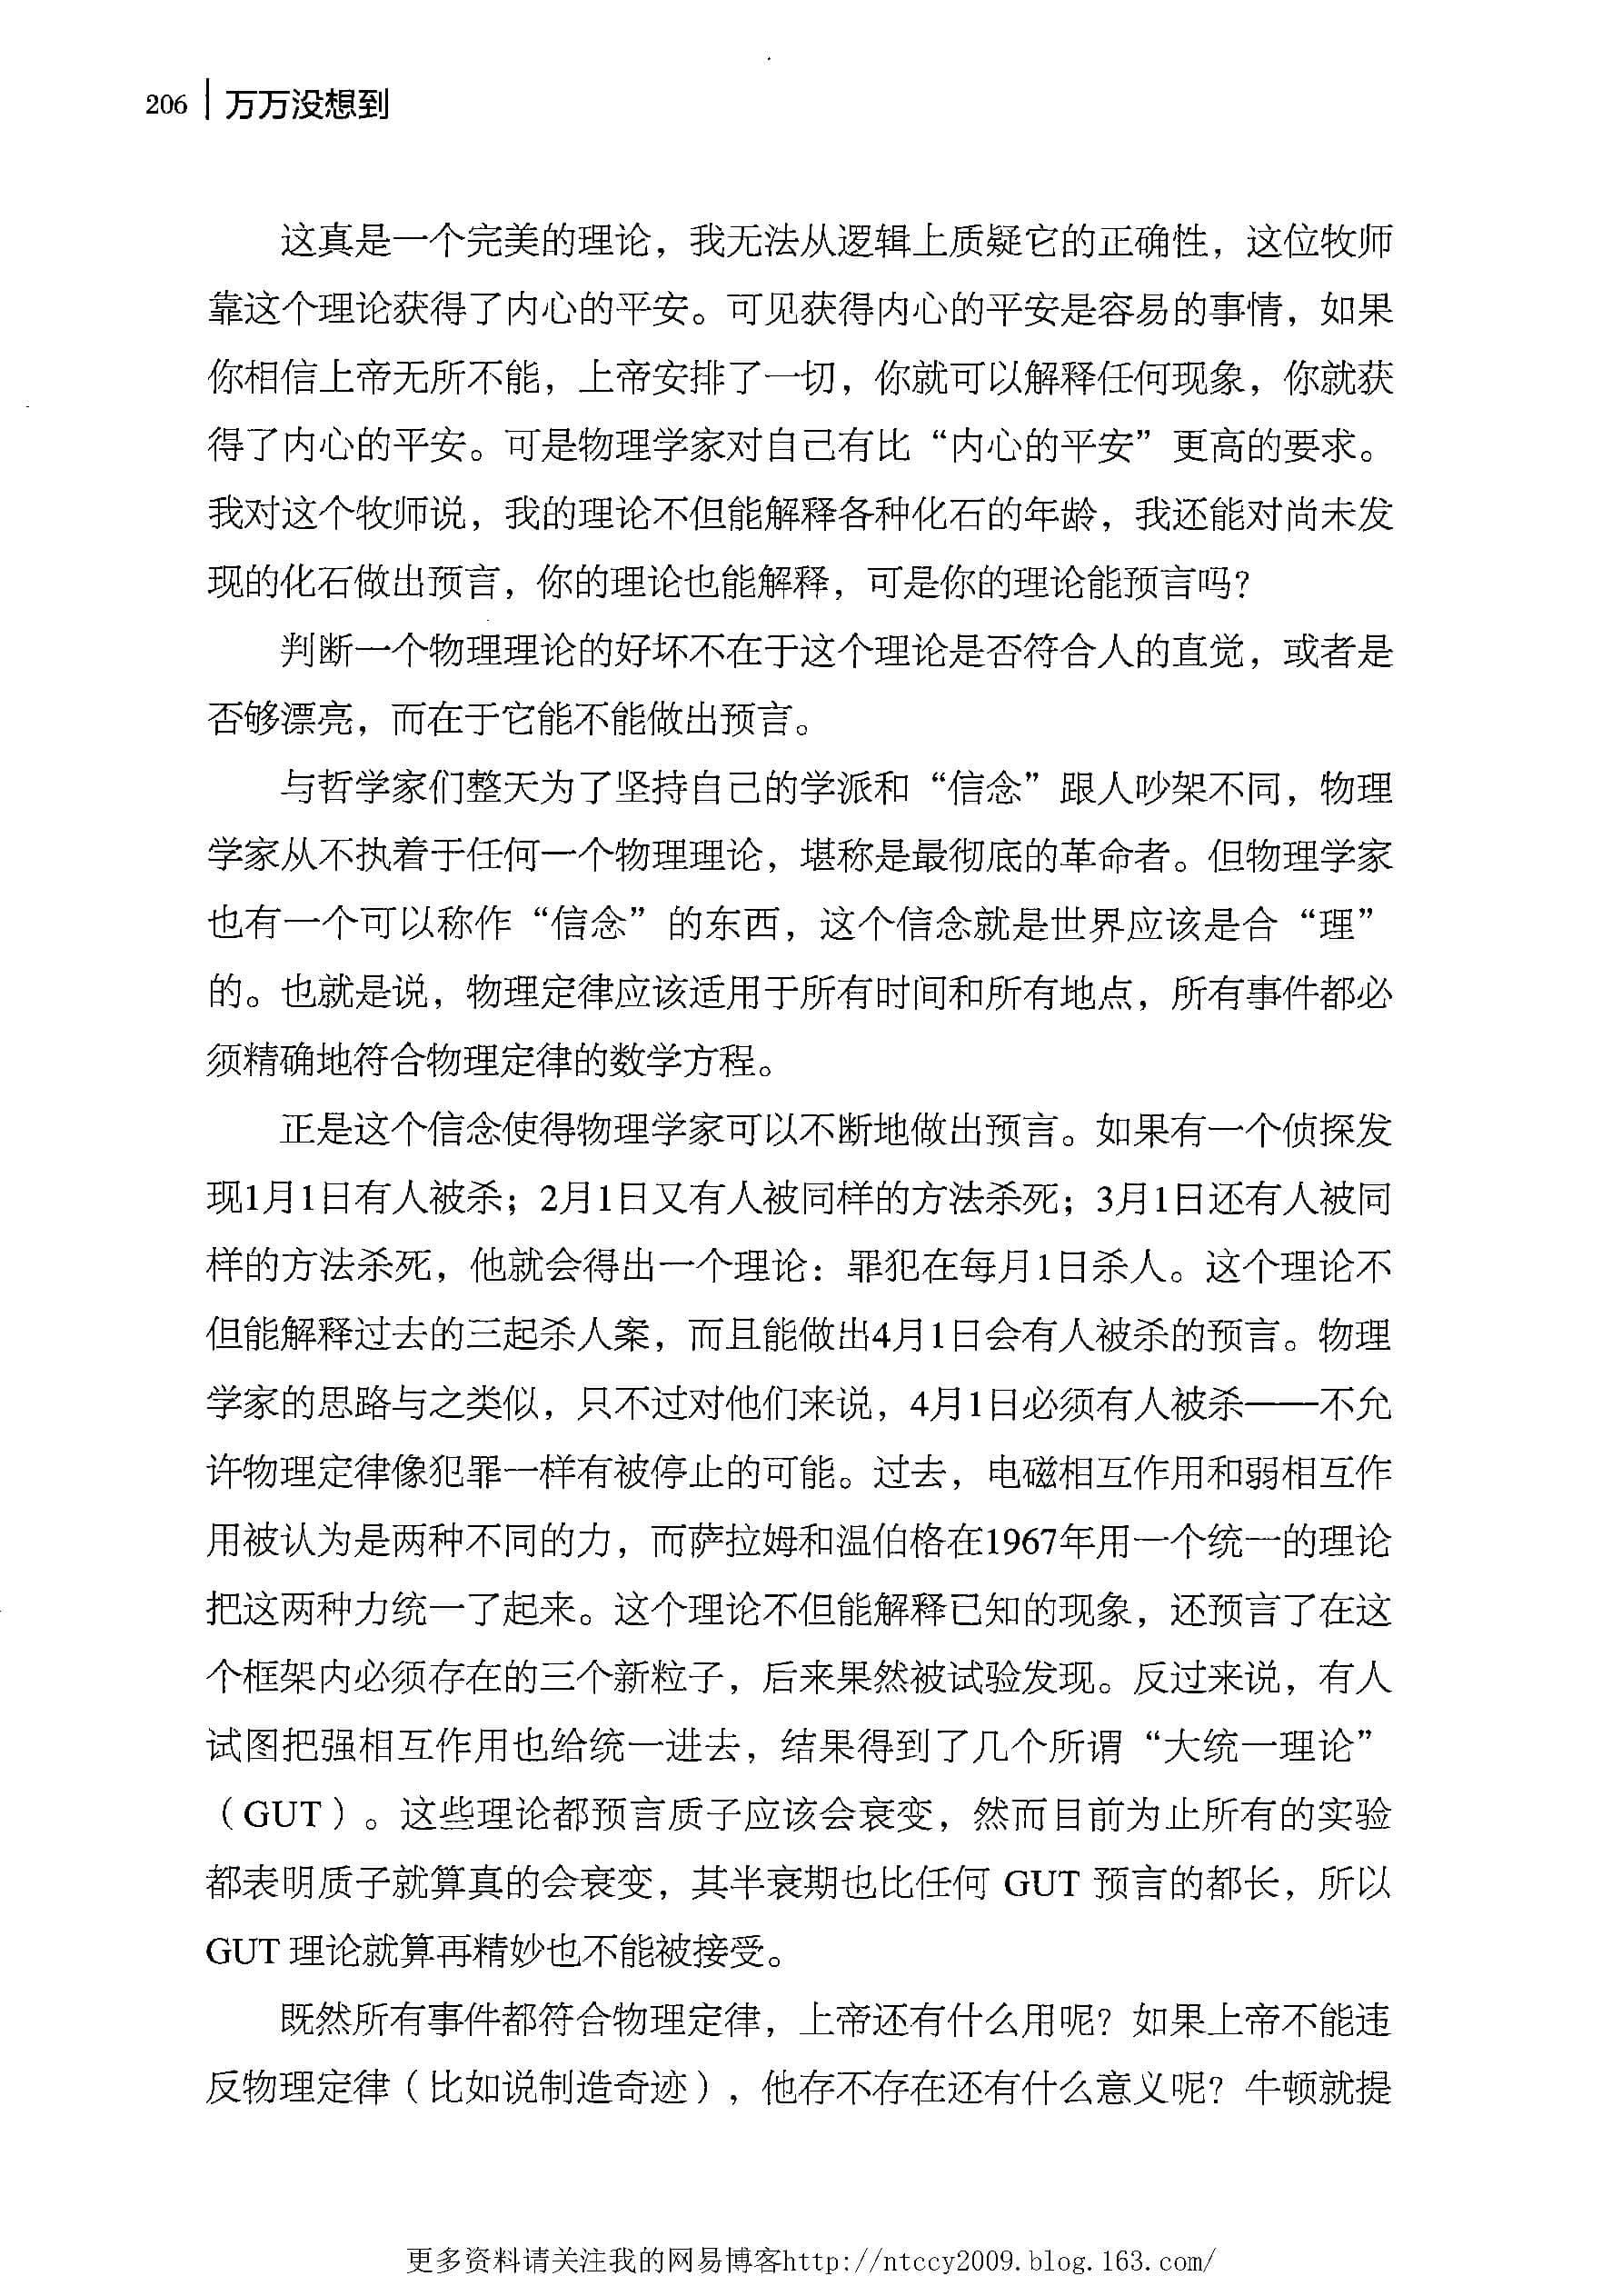 206 | 万万没想到
这真是一个完美的理论，我无法从逻辑上质疑它的正确性，这位牧师
靠这个理论获得了内心的平安。可见获得内心的平安是容易的事情，如果
你相信上帝无所不能，上帝安排了一切，你就可以解释任何现象，你就获
得了内心的平安。可是物理学家对自己有比“内心的平安”更高的要求。
我对这个牧师说，我的理论不但能解释各种化石的年龄，我还能对尚未发
现的化石做出预言，你的理论也能解释，可是你的理论能预言吗？
判断一个物理理论的好坏不在于这个理论是否符合人的直觉，或者是
否够漂亮，而在于它能不能做出预言。
与哲学家们整天为了坚持自己的学派和“信念”跟人吵架不同，物理
学家从不执着于任何一个物理理论，堪称是最彻底的革命者。但物理学家
也有一个可以称作“信念”的东西，这个信念就是世界应该是合“理”
的。也就是说，物理定律应该适用于所有时间和所有地点，所有事件都必
须精确地符合物理定律的数学方程。
正是这个信念使得物理学家可以不断地做出预言。如果有一个侦探发
现1月1日有人被杀；2月1日又有人被同样的方法杀死；3月1日还有人被同
样的方法杀死，他就会得出一个理论：罪犯在每月1日杀人。这个理论不
但能解释过去的三起杀人案，而且能做出4月1日会有人被杀的预言。物理
学家的思路与之类似，只不过对他们来说，4月1日必须有人被杀——不允
许物理定律像犯罪一样有被停止的可能。过去，电磁相互作用和弱相互作
用被认为是两种不同的力，而萨拉姆和温伯格在1967年用一个统一的理论
把这两种力统一了起来。这个理论不但能解释已知的现象，还预言了在这
个框架内必须存在的三个新粒子，后来果然被试验发现。反过来说，有人
试图把强相互作用也给统一进去，结果得到了几个所谓“大统一理论”
（GUT）。这些理论都预言质子应该会衰变，然而目前为止所有的实验
都表明质子就算真的会衰变，其半衰期也比任何 GUT 预言的都长，所以
GUT 理论就算再精妙也不能被接受。
既然所有事件都符合物理定律，上帝还有什么用呢？如果上帝不能违
反物理定律（比如说制造奇迹），他存不存在还有什么意义呢？牛顿就提
更多资料请关注我的网易博客http://ntccy2009.blog.163.com/